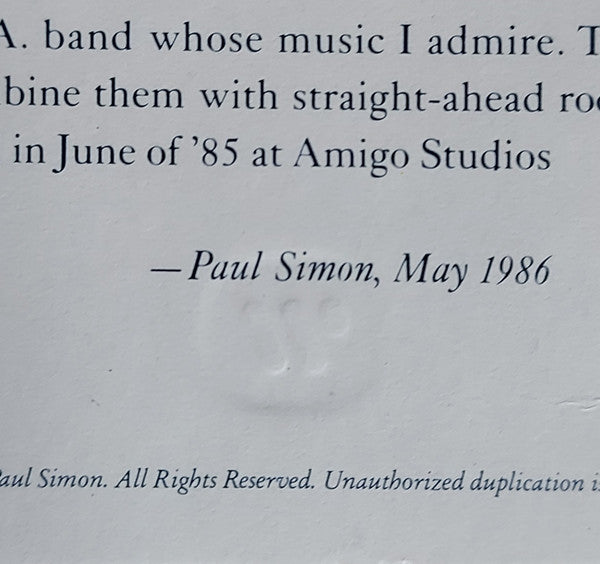 A. band whose music I admire. T
bine them with straight-ahead ro
in June of '85 at Amigo Studios
—Paul Simon, May 1986
Paul Simon. All Rights Reserved. Unauthorized duplication i